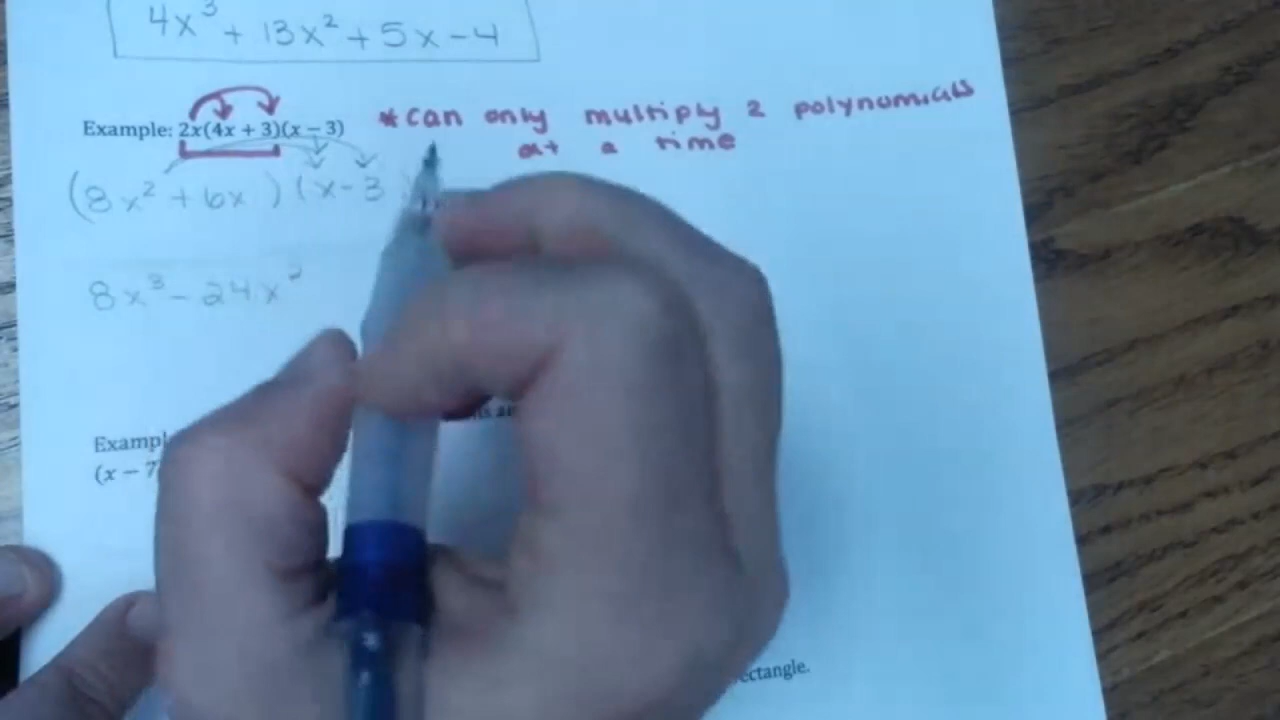 4x³ + 13x² + 5x - 4
Example: 2x(4x + 3)(x − 3) *can only multiply 2 polynomials
at a time
(8x² + 6x ) (x - 3
8x³ - 24x²
(x − 7
ectangle.